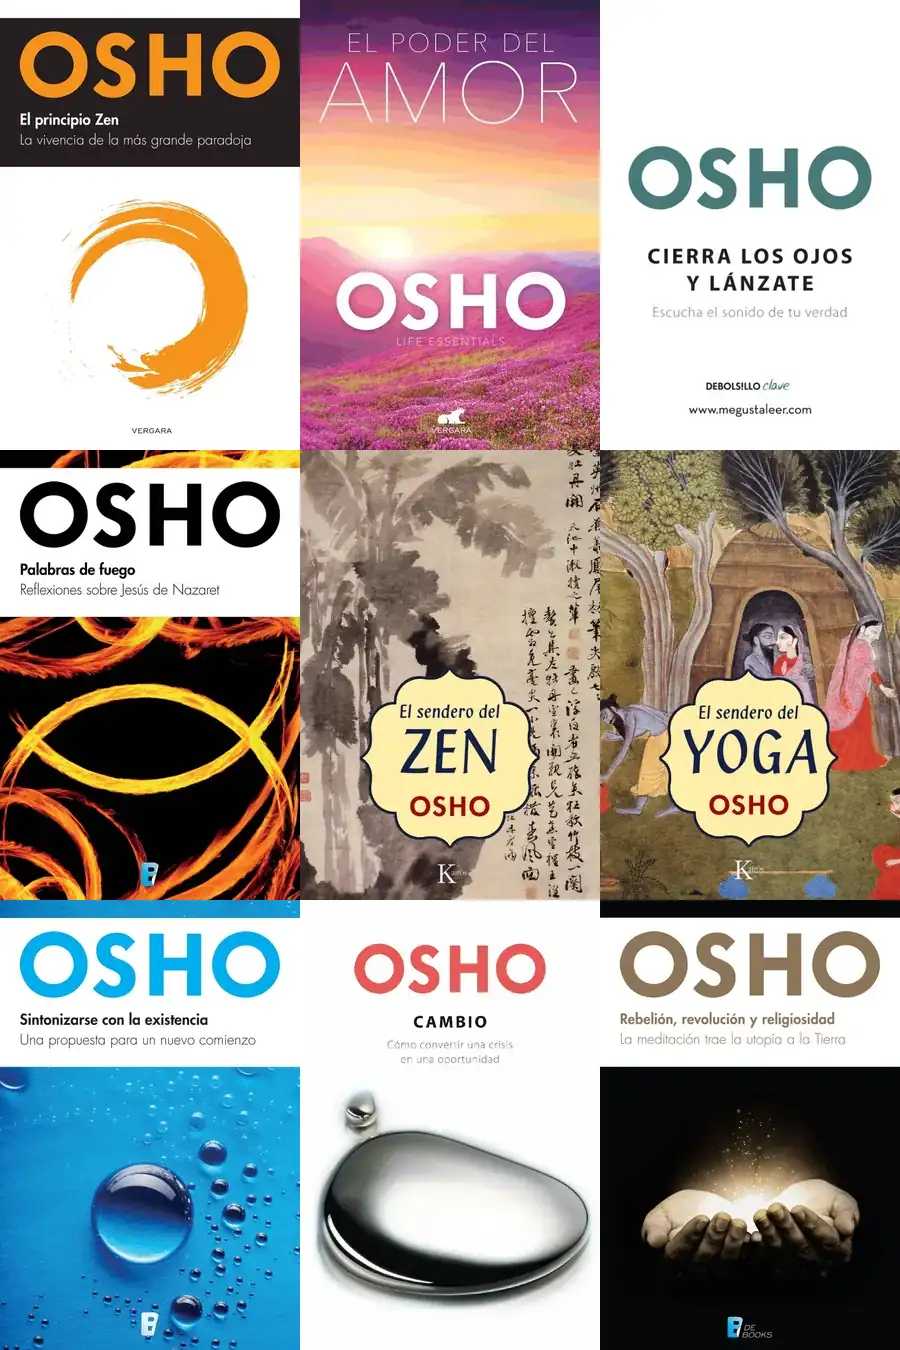 OSHO
El principio Zen
La vivencia de la más grande paradoja
VERGARA
EL PODER DEL
AMOR
OSHO
LIFE ESSENTIALS
VERGARA
OSHO
CIERRA LOS OJOS
Y LÁNZATE
Escucha el sonido de tu verdad
DEBOLS!LLO clave
www.megustaleer.com
OSHO
Palabras de fuego
Reflexiones sobre Jesús de Nazaret
El sendero del
ZEN
OSHO
Kairós
El sendero del
YOGA
OSHO
Kairós
OSHO
Sintonizarse con la existencia
Una propuesta para un nuevo comienzo
OSHO
CAMBIO
Cómo convertir una crisis
en una oportunidad
OSHO
Rebelión, revolución y religiosidad
La meditación trae la utopía a la Tierra
B DE
BOOKS